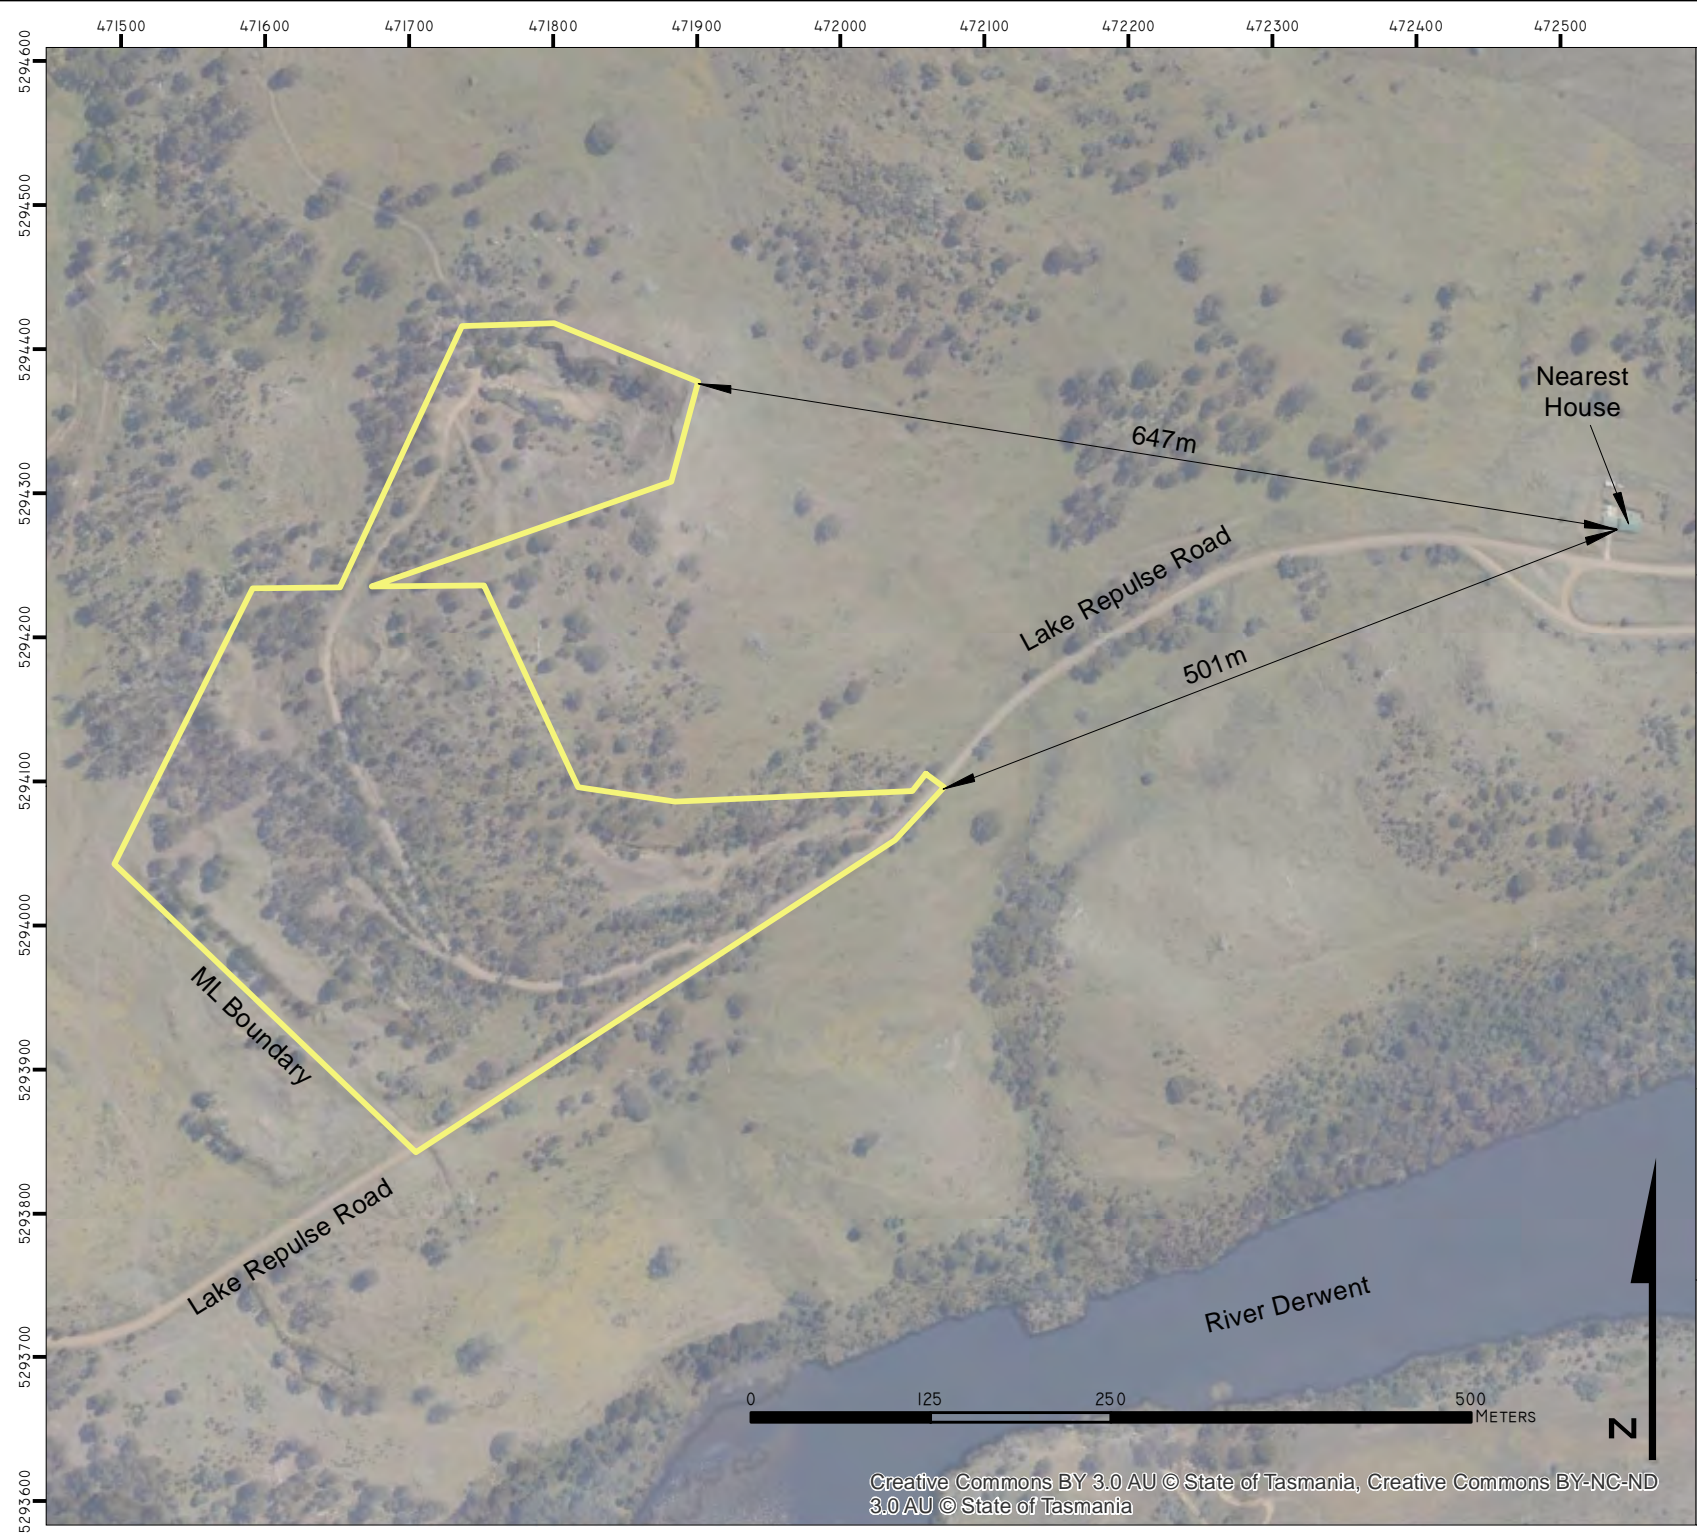 471500 471600 471700 471800 471900 472000 472100 472200 472300 472400 472500
5294600
5294500
5294400
5294300
5294200
5294100
5294000
5293900
5293800
5293700
5293600
Nearest
House
647m
Lake Repulse Road
501m
ML Boundary
Lake Repulse Road
River Derwent
0 125 250 500
METERS
N
Creative Commons BY 3.0 AU © State of Tasmania, Creative Commons BY-NC-ND
3.0 AU © State of Tasmania